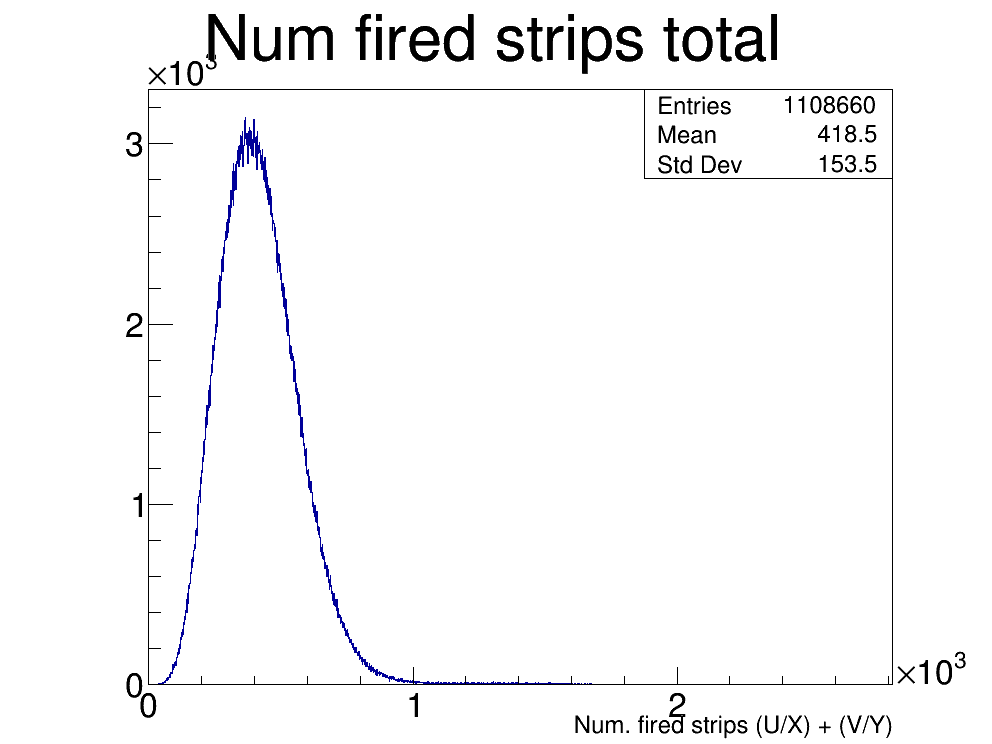 Num fired strips total
×10³
Entries 1108660
Mean 418.5
Std Dev 153.5
3
2
1
0
0 1 2
×10³
Num. fired strips (U/X) + (V/Y)